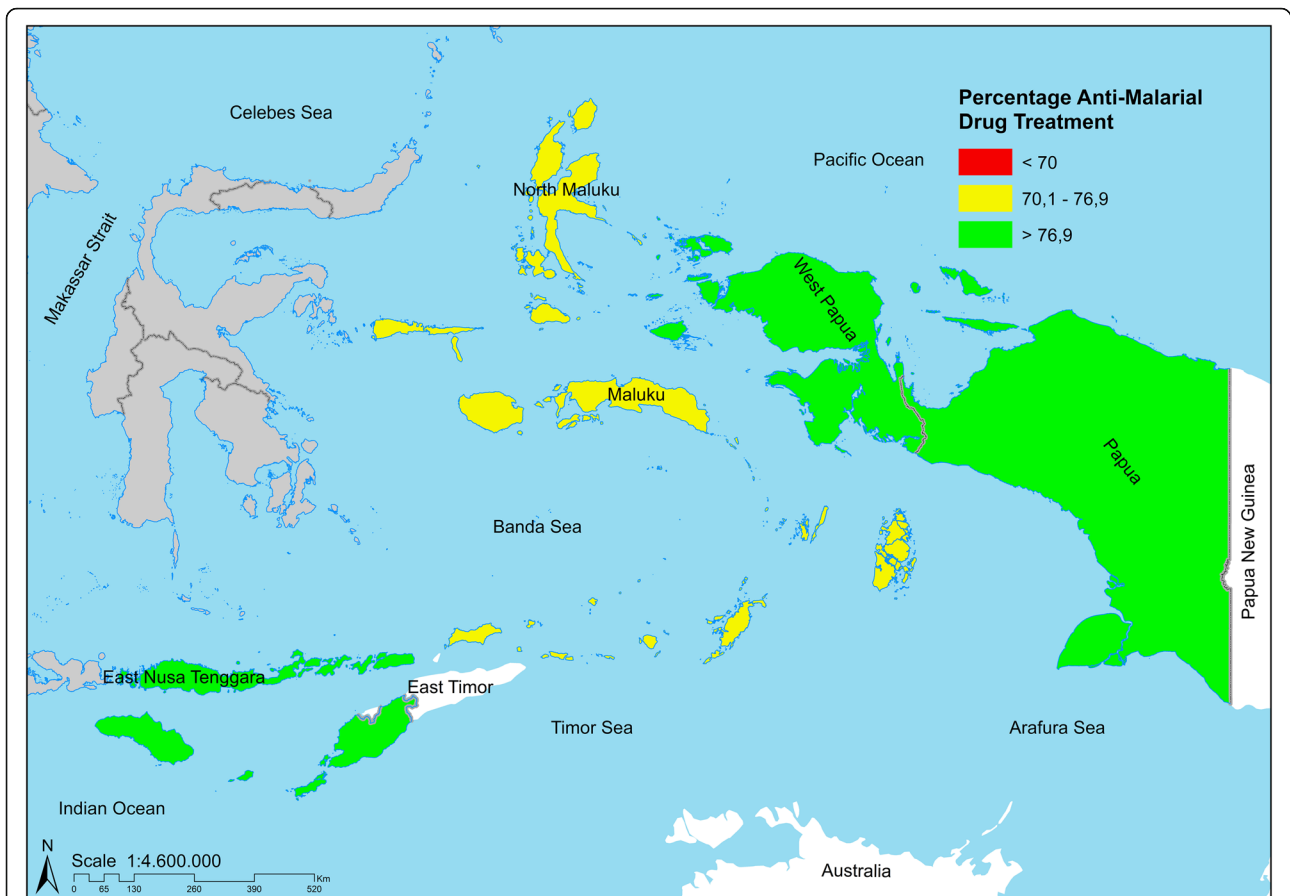 Celebes Sea
Percentage Anti-Malarial
Drug Treatment
Pacific Ocean
< 70
North Maluku
70,1 - 76,9
> 76,9
Makassar Strait
West Papua
Maluku
Papua
Papua New Guinea
Banda Sea
East Nusa Tenggara
East Timor
Timor Sea
Arafura Sea
Indian Ocean
N
Scale 1:4.600.000
Km
0 65 130 260 390 520
Australia